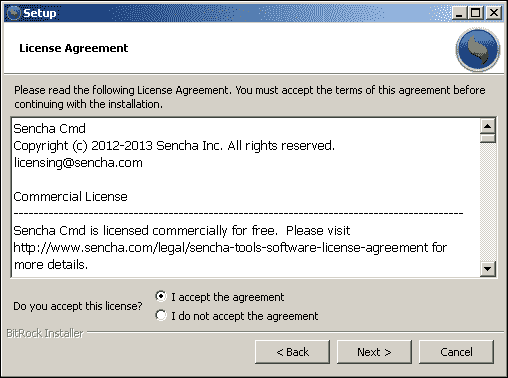 Setup
License Agreement
Please read the following License Agreement. You must accept the terms of this agreement before
continuing with the installation.
Sencha Cmd
Copyright (c) 2012-2013 Sencha Inc. All rights reserved.
licensing@sencha.com
Commercial License
------------------------------------------------------------------------------------------
Sencha Cmd is licensed commercially for free.  Please visit
http://www.sencha.com/legal/sencha-tools-software-license-agreement for
more details.
Do you accept this license?
I accept the agreement
I do not accept the agreement
BitRock Installer
< Back
Next >
Cancel